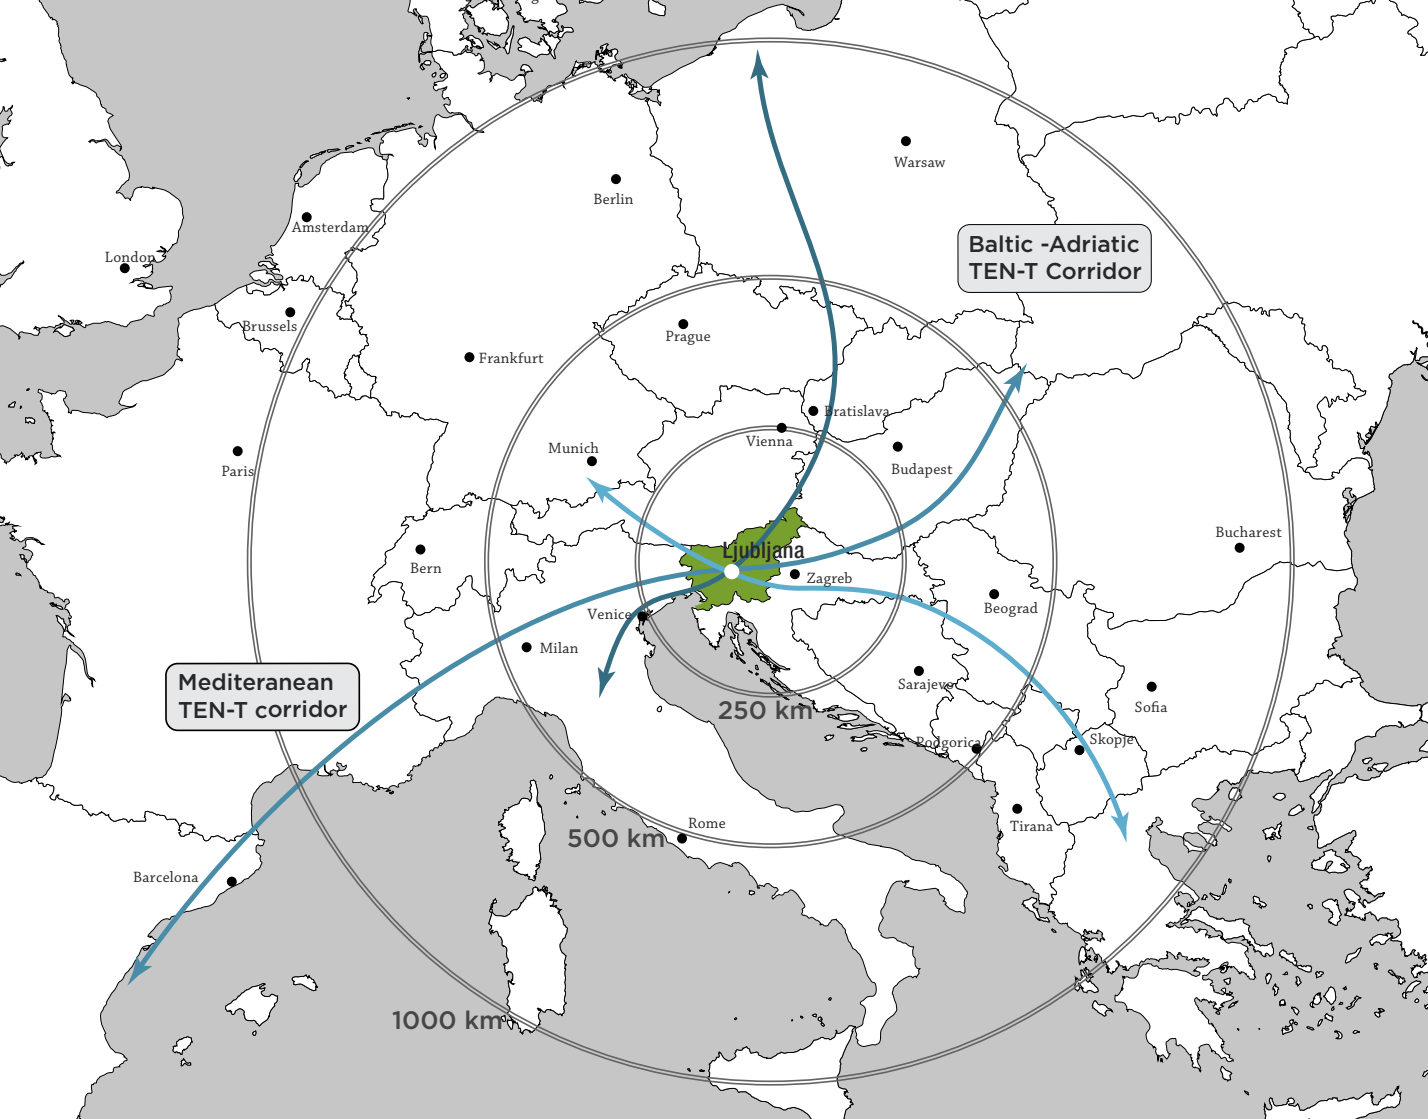 Warsaw
Berlin
Amsterdam
Baltic -Adriatic
TEN-T Corridor
London
Brussels
Prague
Frankfurt
Bratislava
Vienna
Munich
Budapest
Paris
Bucharest
Ljubljana
Bern
Zagreb
Beograd
Venice
Milan
Mediteranean
TEN-T corridor
Sarajevo
Sofia
250 km
Podgorica
Skopje
Rome
Tirana
500 km
Barcelona
1000 km